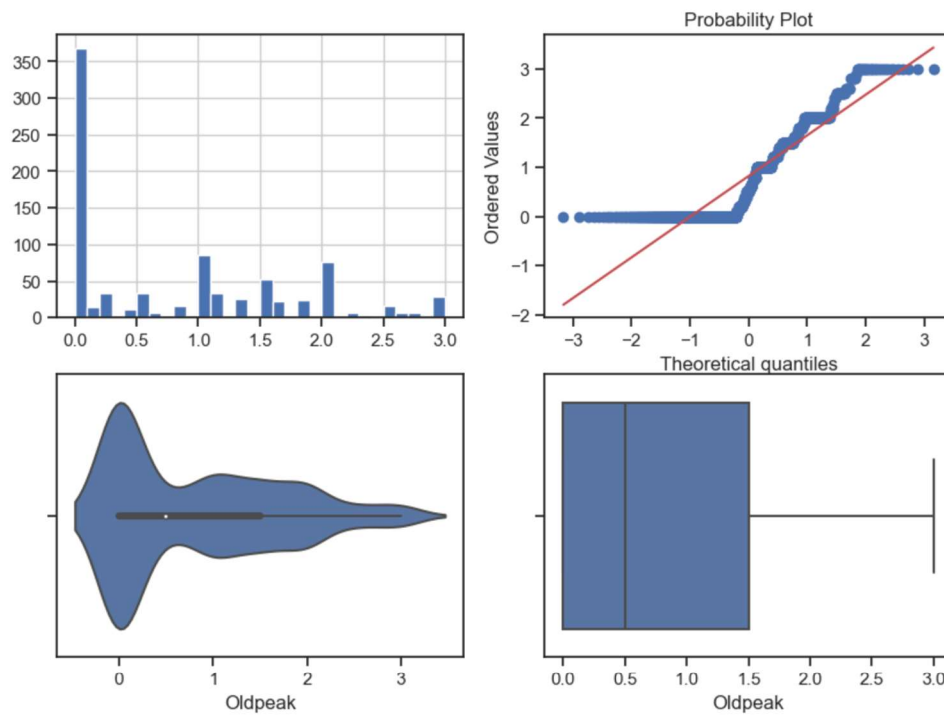 Probability Plot
350
300
250
200
150
100
50
0
0.0 0.5 1.0 1.5 2.0 2.5 3.0
Ordered Values
3
2
1
0
−1
−2
−3 −2 −1 0 1 2 3
Theoretical quantiles
0 1 2 3
Oldpeak
0.0 0.5 1.0 1.5 2.0 2.5 3.0
Oldpeak